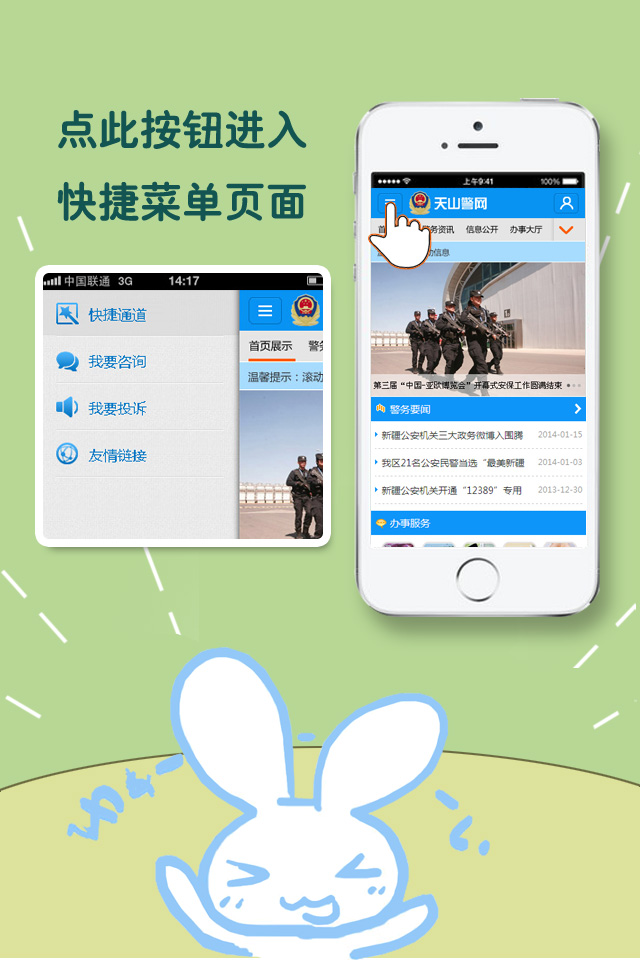 点此按钮进入
快捷菜单页面
中国联通 3G 14:17
快捷通道
我要咨询
我要投诉
友情链接
首页展示 警务
温馨提示：滚动
上午9:41 100%
天山警网
首 警务资讯 信息公开 办事大厅
动信息
第三届“中国-亚欧博览会”开幕式安保工作圆满结束
警务要闻
新疆公安机关三大政务微博入围腾 2014-01-15
我区21名公安民警当选“最美新疆 2014-01-03
新疆公安机关开通“12389”专用 2013-12-30
办事服务